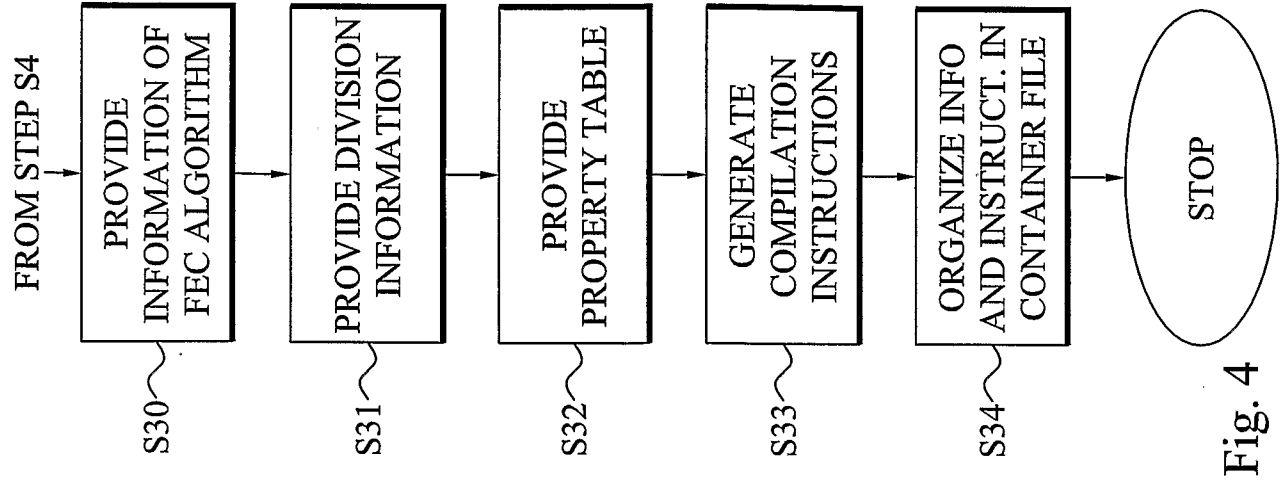 FROM STEP S4
PROVIDE
INFORMATION OF
FEC ALGORITHM
S30
PROVIDE DIVISION
INFORMATION
S31
PROVIDE
PROPERTY TABLE
S32
GENERATE
COMPILATION
INSTRUCTIONS
S33
ORGANIZE INFO
AND INSTRUCT. IN
CONTAINER FILE
S34
STOP
Fig. 4